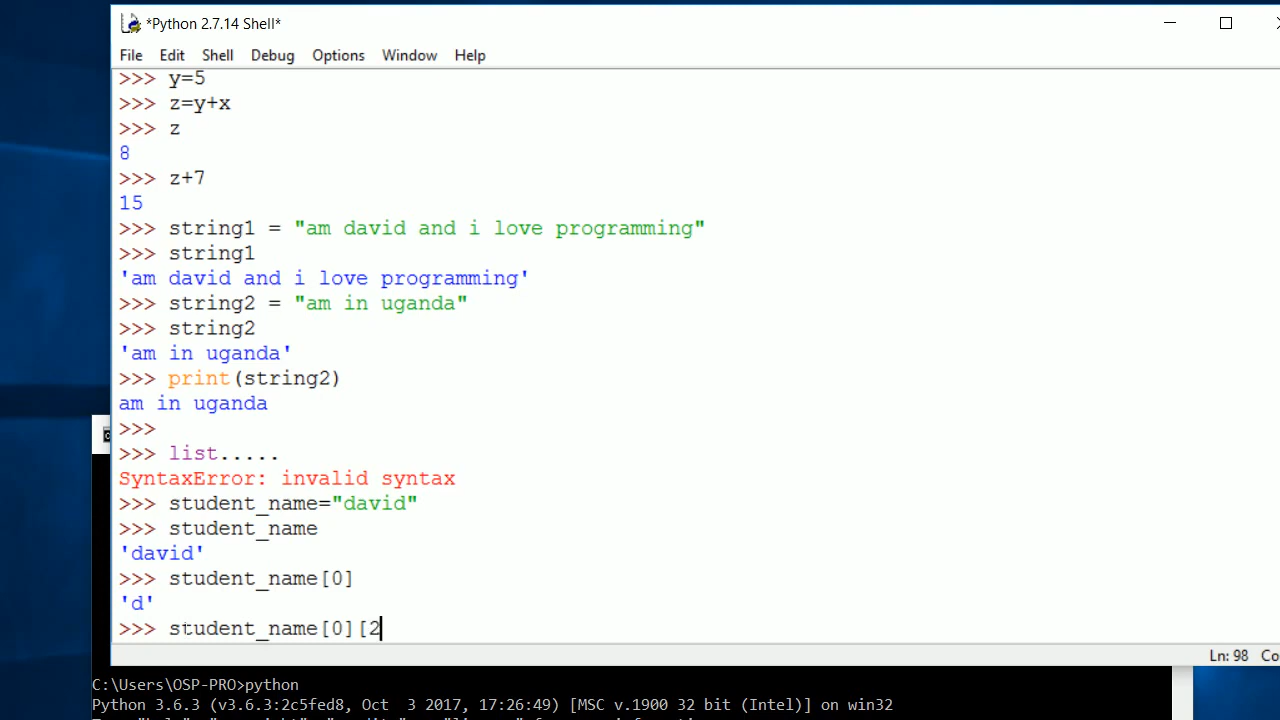 *Python 2.7.14 Shell*
File Edit Shell Debug Options Window Help
>>> y=5
>>> z=y+x
>>> z
8
>>> z+7
15
>>> string1 = "am david and i love programming"
>>> string1
'am david and i love programming'
>>> string2 = "am in uganda"
>>> string2
'am in uganda'
>>> print(string2)
am in uganda
>>>
>>> list.....
SyntaxError: invalid syntax
>>> student_name="david"
>>> student_name
'david'
>>> student_name[0]
'd'
>>> student_name[0][2
Ln: 98 Co
C:\Users\OSP-PRO>python
Python 3.6.3 (v3.6.3:2c5fed8, Oct  3 2017, 17:26:49) [MSC v.1900 32 bit (Intel)] on win32